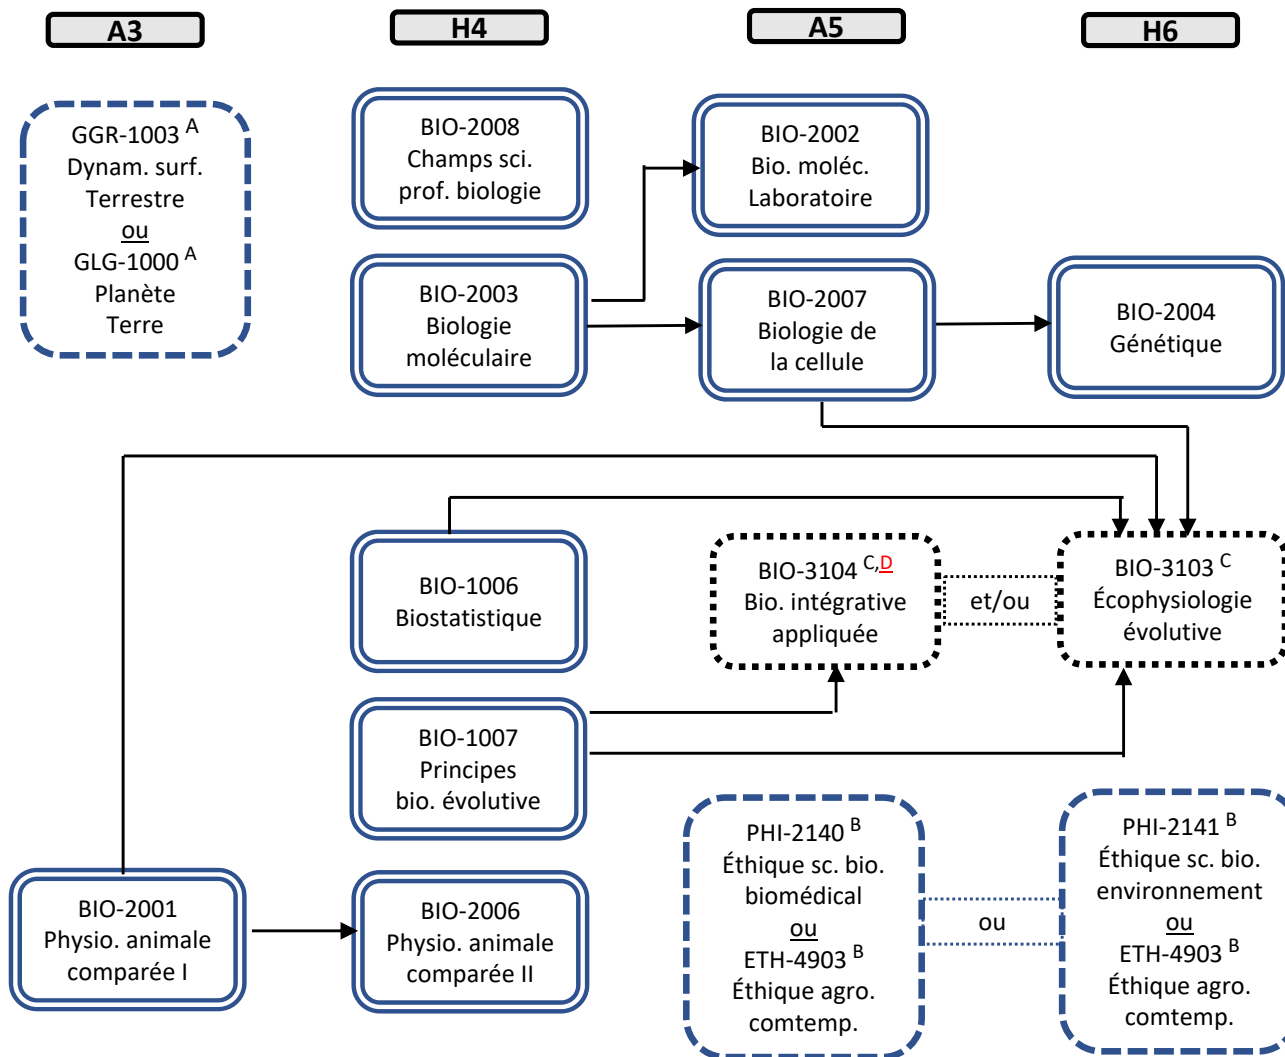 A3
H4
A5
H6
GGR-1003 A
Dynam. surf.
Terrestre
ou
GLG-1000 A
Planète
Terre
BIO-2008
Champs sci.
prof. biologie
BIO-2002
Bio. moléc.
Laboratoire
BIO-2003
Biologie
moléculaire
BIO-2007
Biologie de
la cellule
BIO-2004
Génétique
BIO-1006
Biostatistique
BIO-3104 C,D
Bio. intégrative
appliquée
et/ou
BIO-3103 C
Écophysiologie
évolutive
BIO-1007
Principes
bio. évolutive
BIO-2001
Physio. animale
comparée I
BIO-2006
Physio. animale
comparée II
PHI-2140 B
Éthique sc. bio.
biomédical
ou
ETH-4903 B
Éthique agro.
comtemp.
ou
PHI-2141 B
Éthique sc. bio.
environnement
ou
ETH-4903 B
Éthique agro.
comtemp.